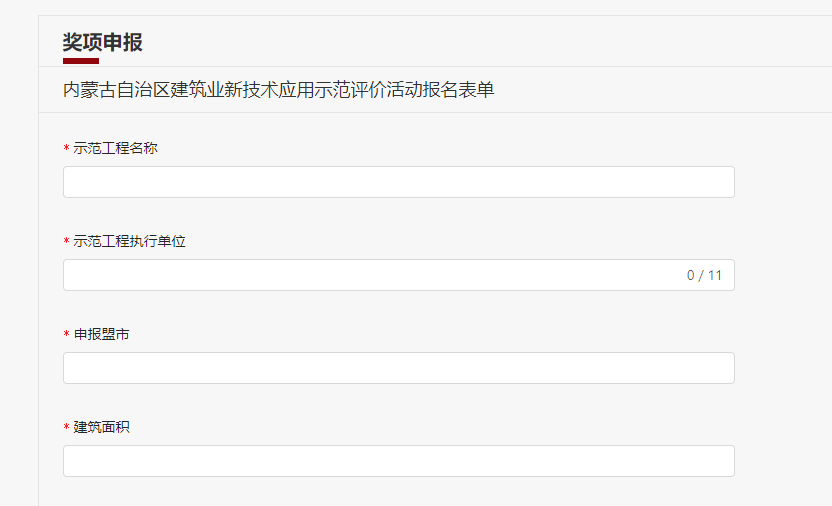 奖项申报
内蒙古自治区建筑业新技术应用示范评价活动报名表单
* 示范工程名称
* 示范工程执行单位
0 / 11
* 申报盟市
* 建筑面积